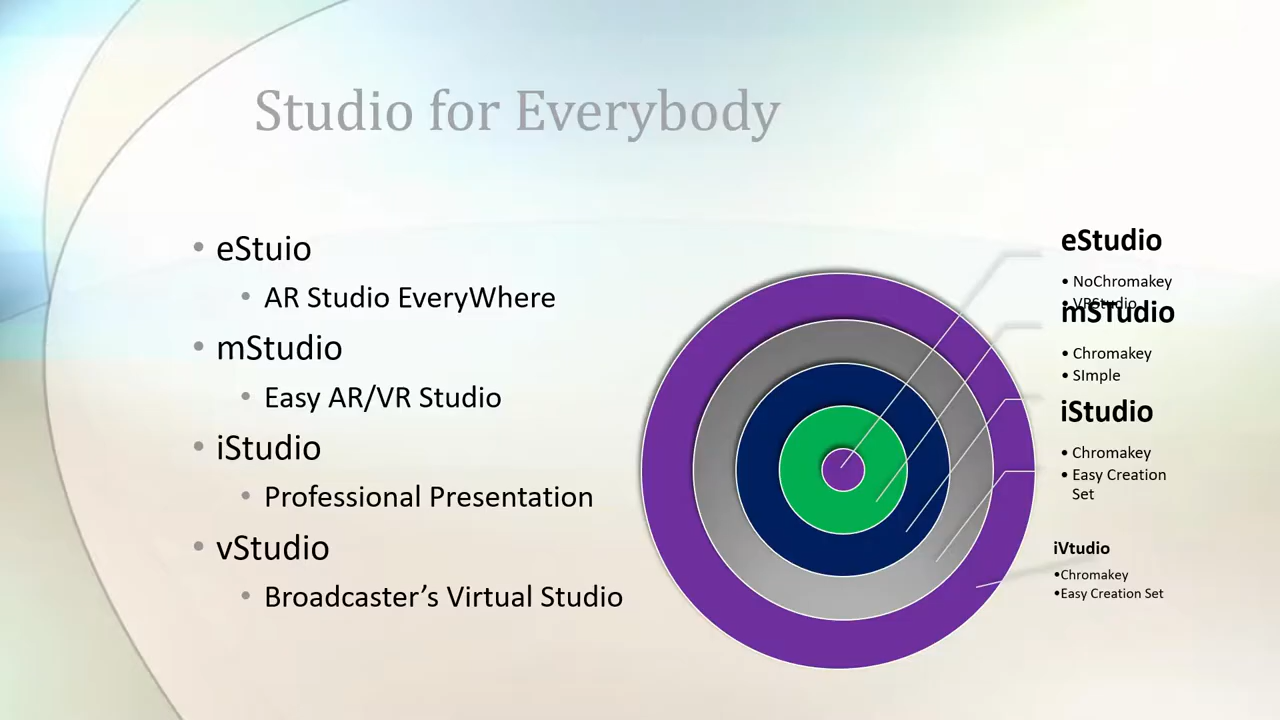 Studio for Everybody
• eStuio
• AR Studio EveryWhere
• mStudio
• Easy AR/VR Studio
• iStudio
• Professional Presentation
• vStudio
• Broadcaster’s Virtual Studio
eStudio
• NoChromakey
• VRStudio
mSTudio
• Chromakey
• SImple
iStudio
• Chromakey
• Easy Creation
Set
iVtudio
•Chromakey
•Easy Creation Set